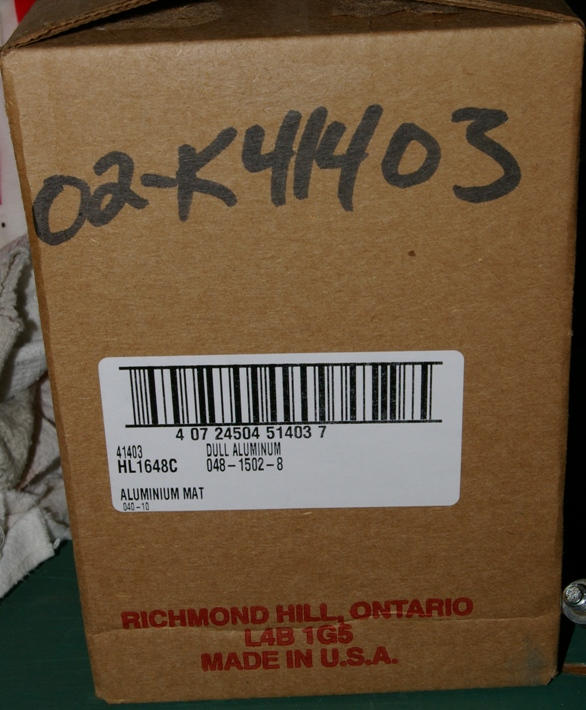 02-K41403
4 07 24504 51403 7
41403 DULL ALUMINUM
HL1648C 048-1502-8
ALUMINIUM MAT
040-10
RICHMOND HILL, ONTARIO
L4B 1G5
MADE IN U.S.A.